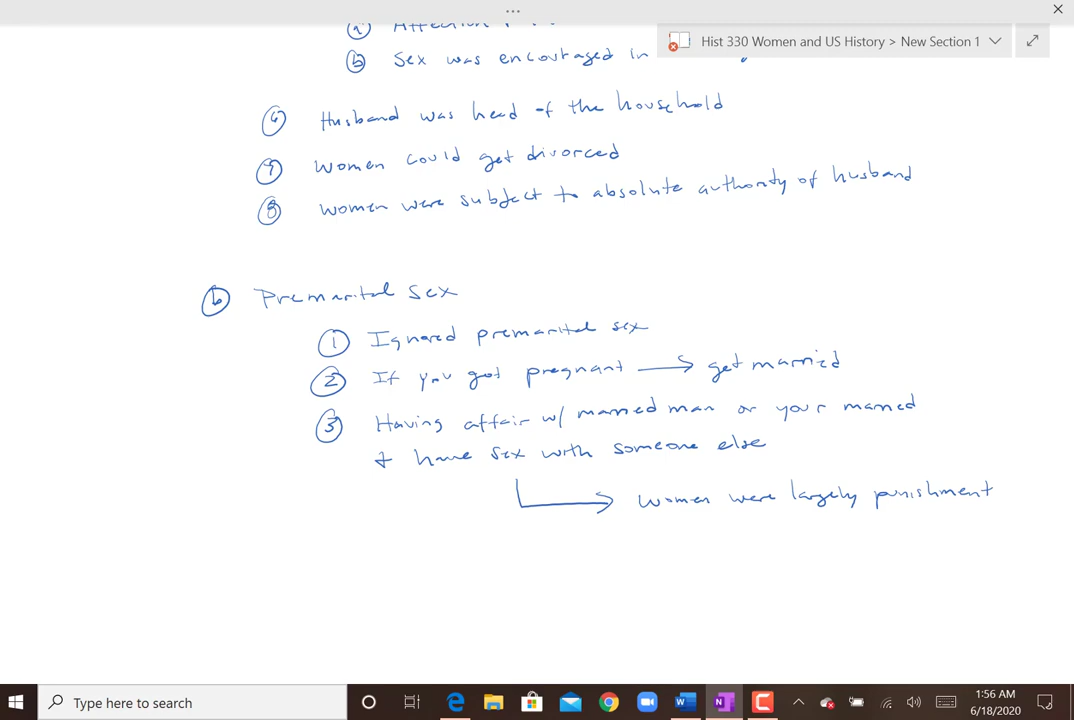 ...
ⓐ Affection
Hist 330 Women and US History > New Section 1
ⓑ Sex was encouraged in
⑥ Husband was head of the household
⑦ Women could get divorced
⑧ Women were subject to absolute authority of husband
ⓑ Premarital Sex
① Ignored premarital sex
② If you got pregnant → get married
③ Having affair w/ married man or your married
+ have sex with someone else
→ women were largely punishment
Type here to search
1:56 AM
6/18/2020